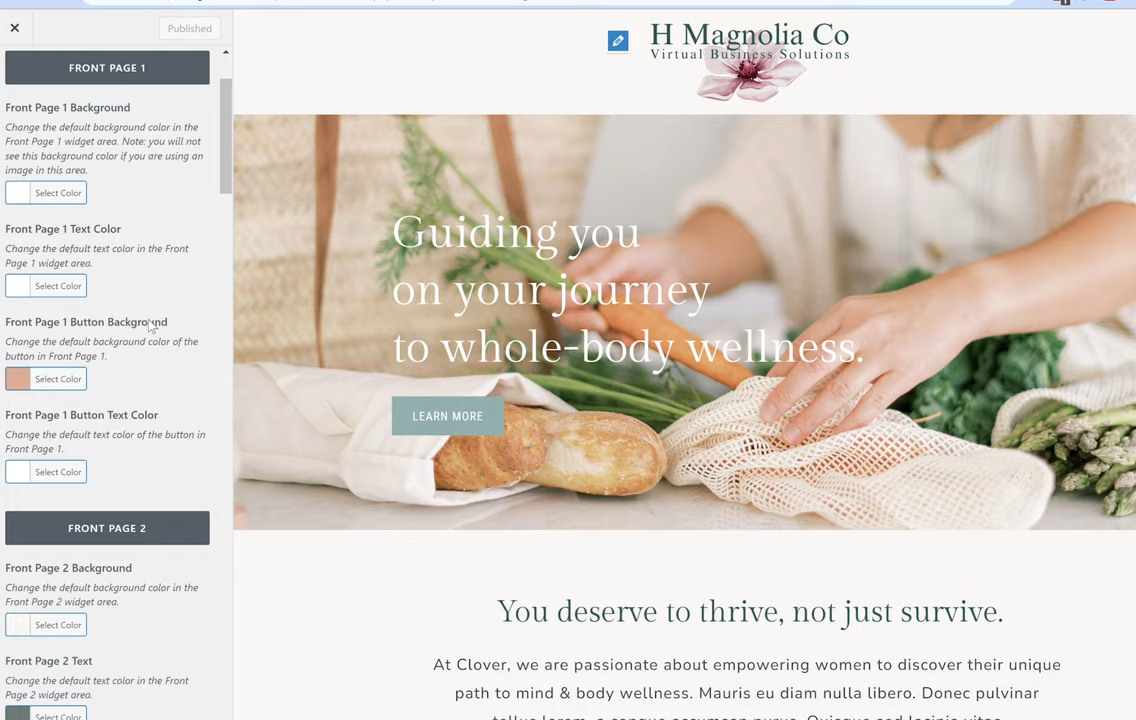 Published
FRONT PAGE 1
Front Page 1 Background
Change the default background color in the
Front Page 1 widget area. Note: you will not
see this background color if you are using an
image in this area.
Select Color
Front Page 1 Text Color
Change the default text color in the Front
Page 1 widget area.
Select Color
Front Page 1 Button Background
Change the default background color of the
button in Front Page 1.
Select Color
Front Page 1 Button Text Color
Change the default text color of the button in
Front Page 1.
Select Color
FRONT PAGE 2
Front Page 2 Background
Change the default background color in the
Front Page 2 widget area.
Select Color
Front Page 2 Text
Change the default text color in the Front
Page 2 widget area.
Select Color
H Magnolia Co
Virtual Business Solutions
Guiding you
on your journey
to whole-body wellness.
LEARN MORE
You deserve to thrive, not just survive.
At Clover, we are passionate about empowering women to discover their unique
path to mind & body wellness. Mauris eu diam nulla libero. Donec pulvinar